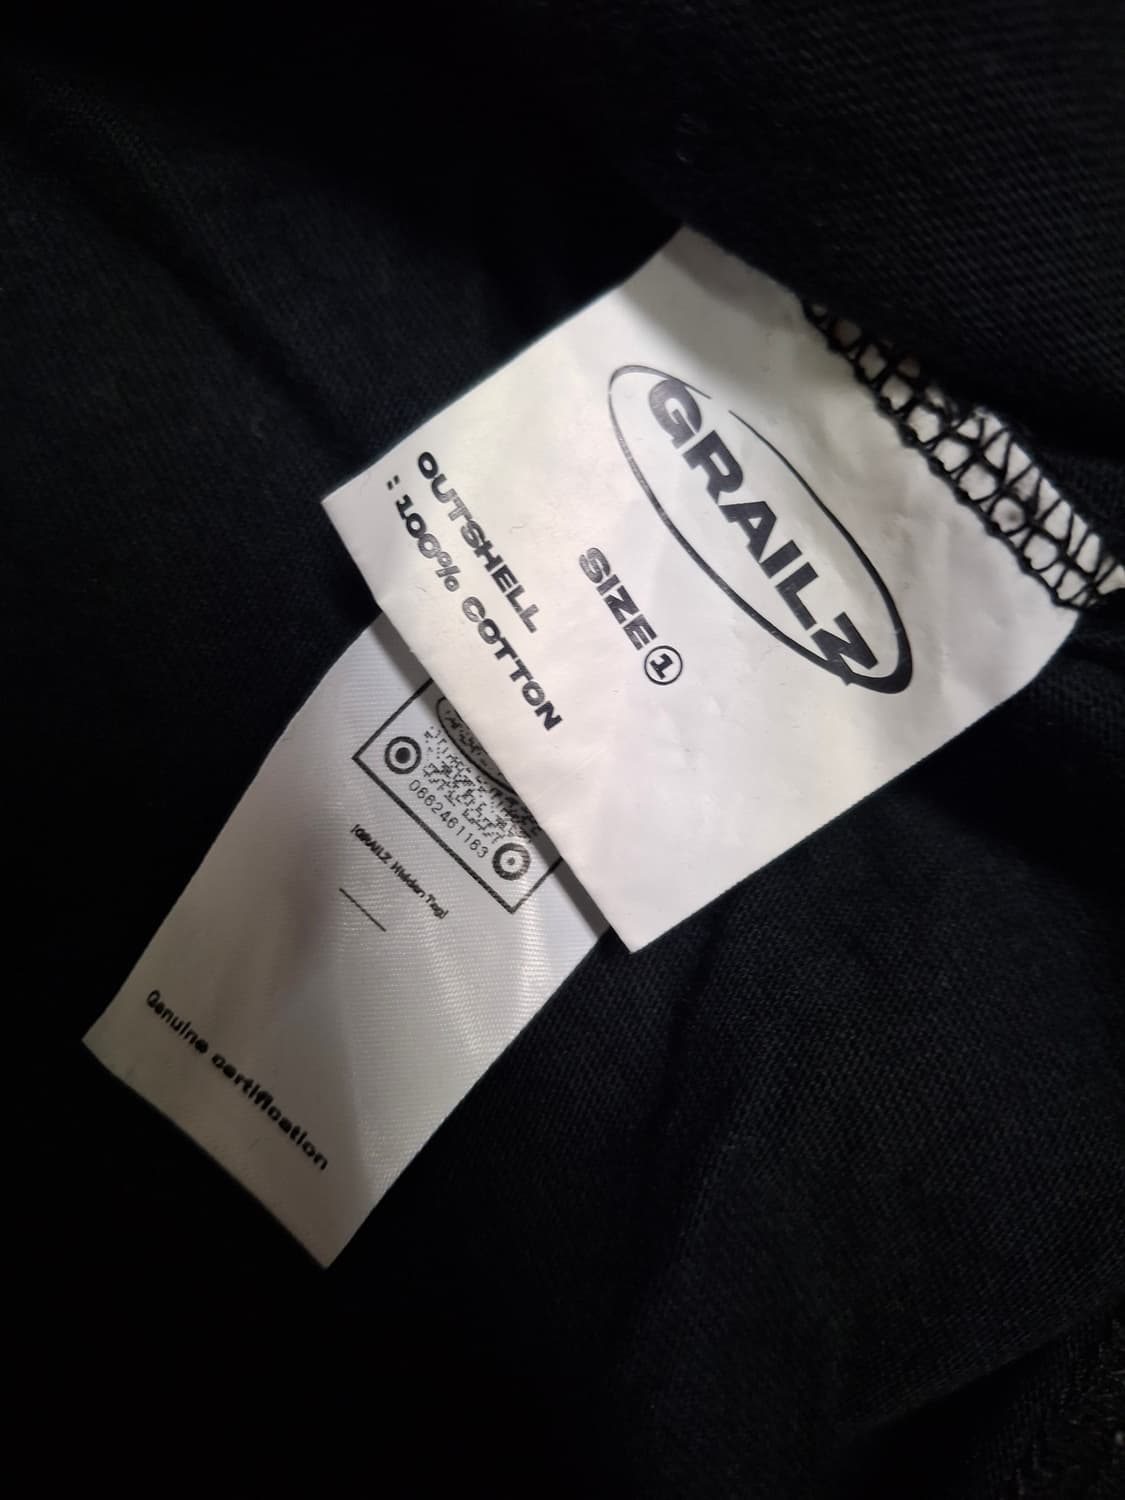 GRAILZ
SIZE 1
OUTSHELL
: 100% COTTON
0662461163
[GRAILZ Hidden Tag]
Genuine certification